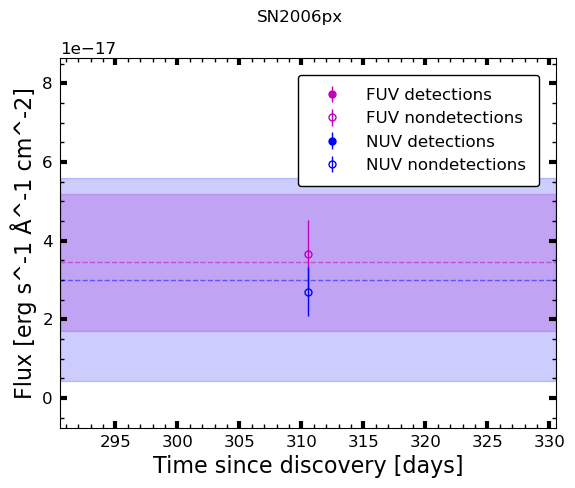 SN2006px
1e−17
8
6
4
2
0
Flux [erg s^-1 Å^-1 cm^-2]
FUV detections
FUV nondetections
NUV detections
NUV nondetections
295 300 305 310 315 320 325 330
Time since discovery [days]